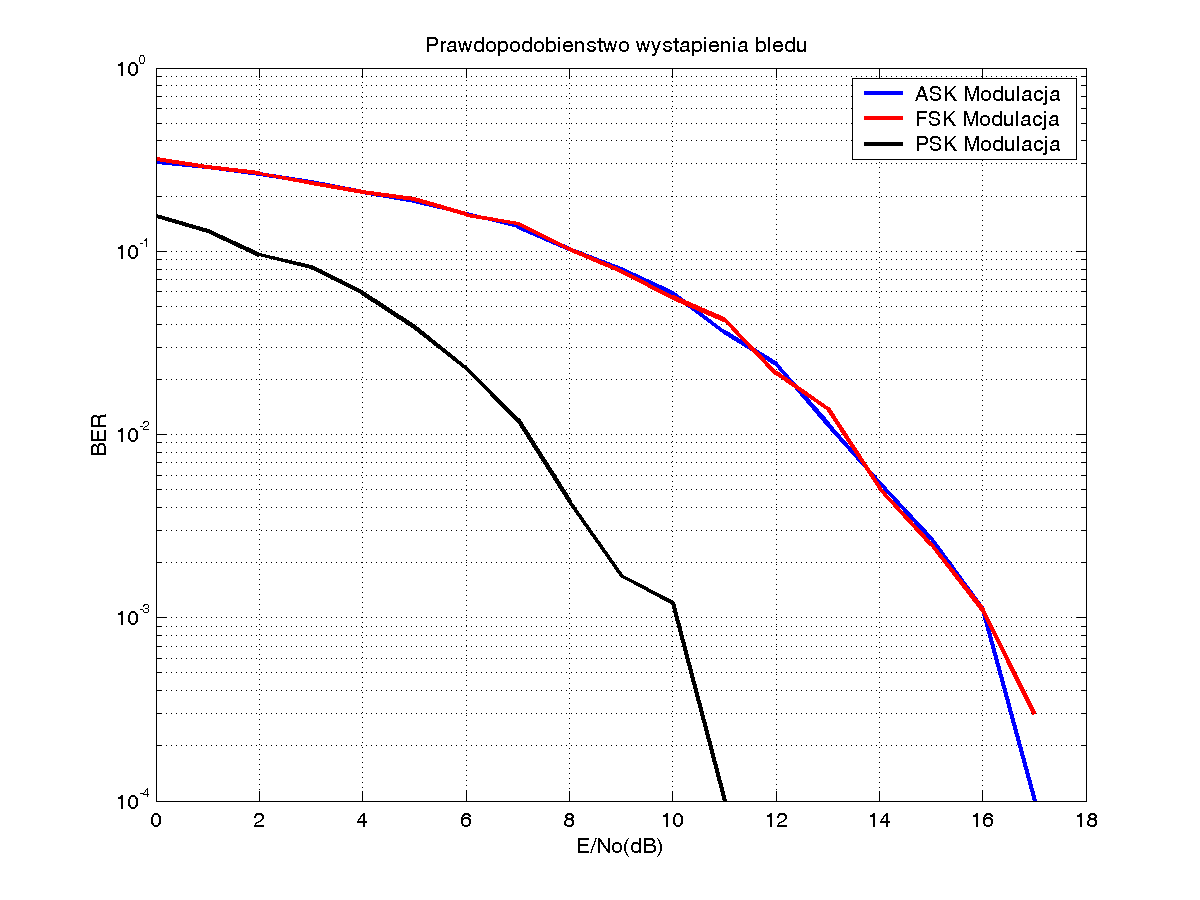 Prawdopodobienstwo wystapienia bledu
ASK Modulacja
FSK Modulacja
PSK Modulacja
10^0
10^-1
10^-2
10^-3
10^-4
BER
0 2 4 6 8 10 12 14 16 18
E/No(dB)